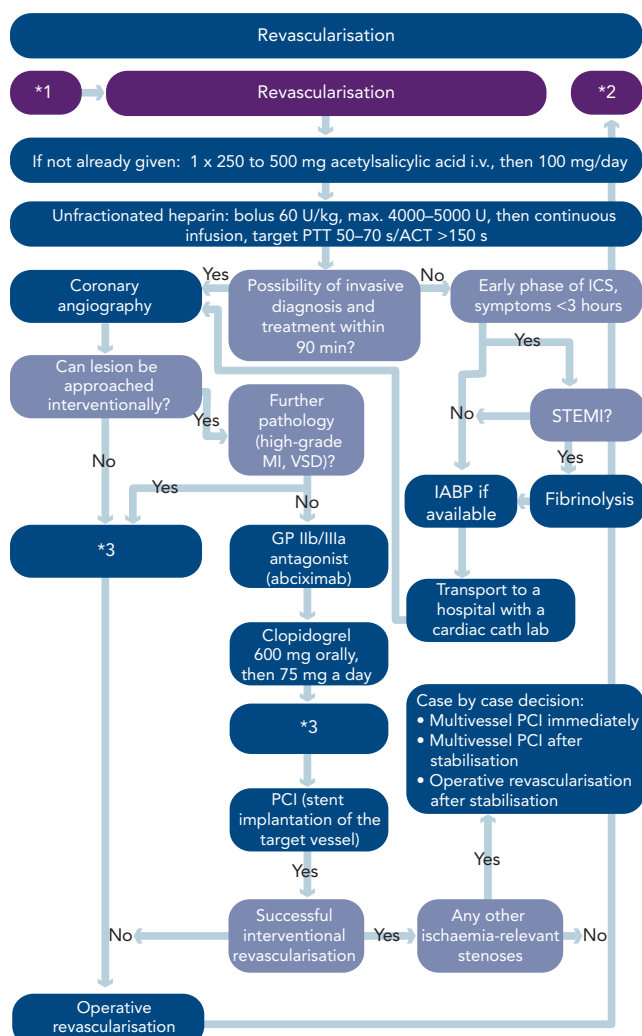 Revascularisation
*1
Revascularisation
*2
If not already given: 1 x 250 to 500 mg acetylsalicylic acid i.v., then 100 mg/day
Unfractionated heparin: bolus 60 U/kg, max. 4000–5000 U, then continuous
infusion, target PTT 50–70 s/ACT >150 s
Coronary
angiography
Yes
Possibility of invasive
diagnosis and
treatment within
90 min?
No
Early phase of ICS,
symptoms <3 hours
Can lesion be
approached
interventionally?
Yes
Further
pathology
(high-grade
MI, VSD)?
Yes
No
STEMI?
No
Yes
No
Yes
IABP if
available
Fibrinolysis
*3
GP IIb/IIIa
antagonist
(abciximab)
Transport to a
hospital with a
cardiac cath lab
Clopidogrel
600 mg orally,
then 75 mg a day
*3
Case by case decision:
• Multivessel PCI immediately
• Multivessel PCI after
stabilisation
• Operative revascularisation
after stabilisation
PCI (stent
implantation of the
target vessel)
Yes
Yes
No
Successful
interventional
revascularisation
Yes
Any other
ischaemia-relevant
stenoses
No
Operative
revascularisation